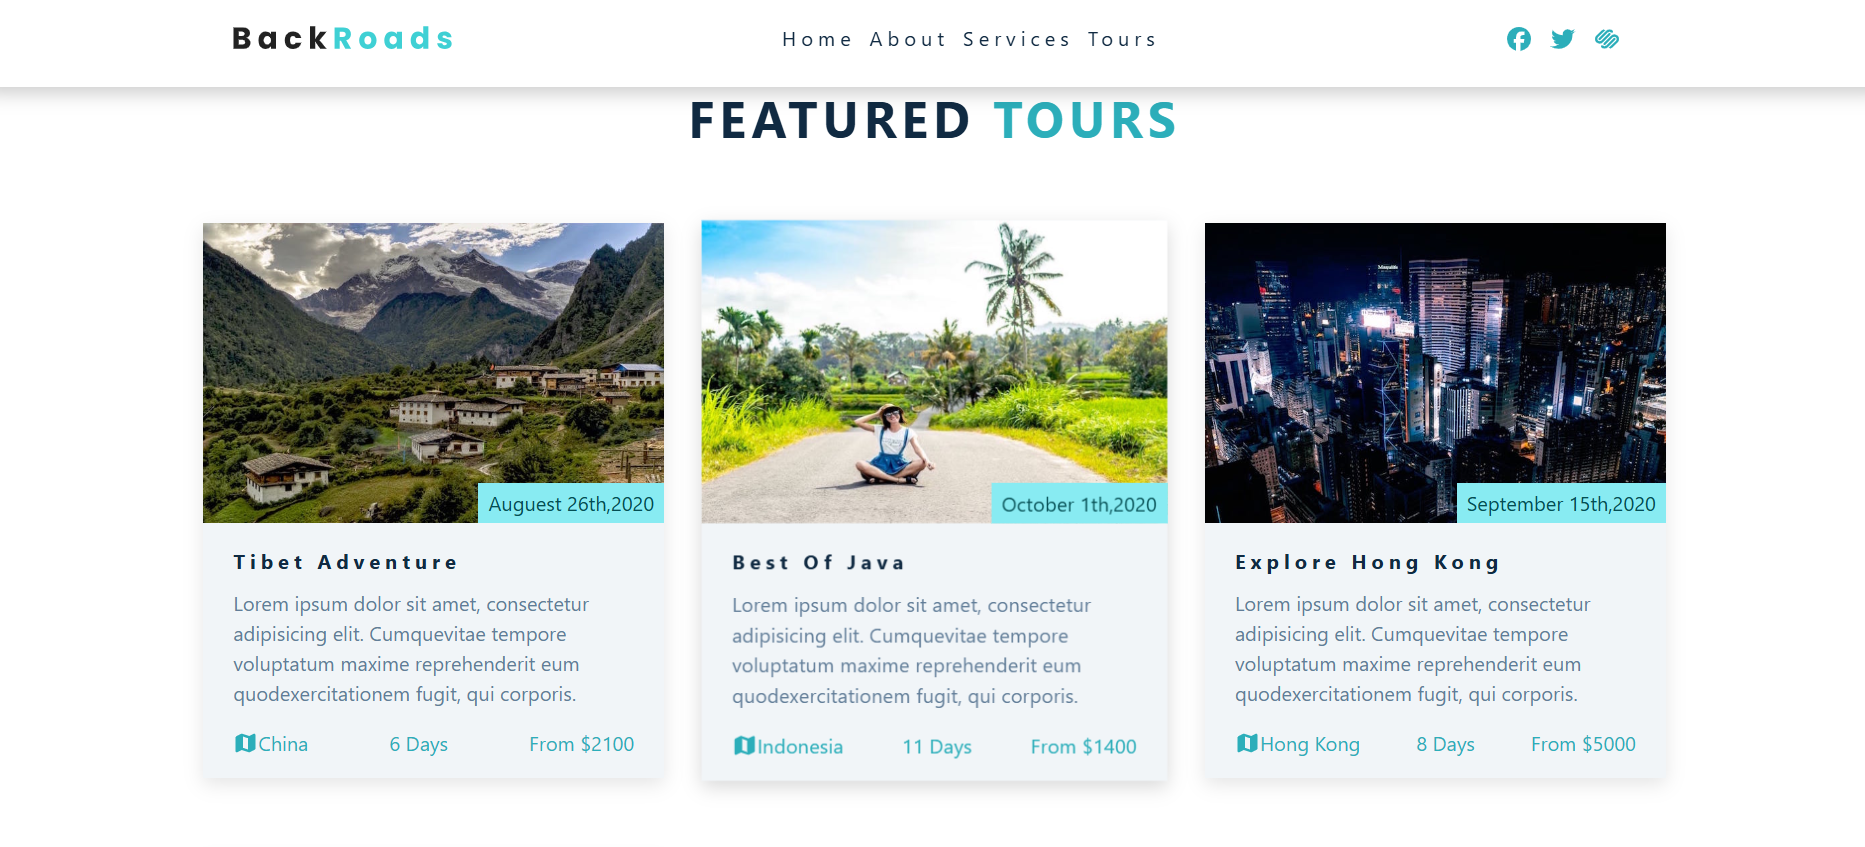 BackRoads
Home About Services Tours
FEATURED TOURS
Auguest 26th,2020
Tibet Adventure
Lorem ipsum dolor sit amet, consectetur
adipisicing elit. Cumquevitae tempore
voluptatum maxime reprehenderit eum
quodexercitationem fugit, qui corporis.
China 6 Days From $2100
October 1th,2020
Best Of Java
Lorem ipsum dolor sit amet, consectetur
adipisicing elit. Cumquevitae tempore
voluptatum maxime reprehenderit eum
quodexercitationem fugit, qui corporis.
Indonesia 11 Days From $1400
September 15th,2020
Explore Hong Kong
Lorem ipsum dolor sit amet, consectetur
adipisicing elit. Cumquevitae tempore
voluptatum maxime reprehenderit eum
quodexercitationem fugit, qui corporis.
Hong Kong 8 Days From $5000